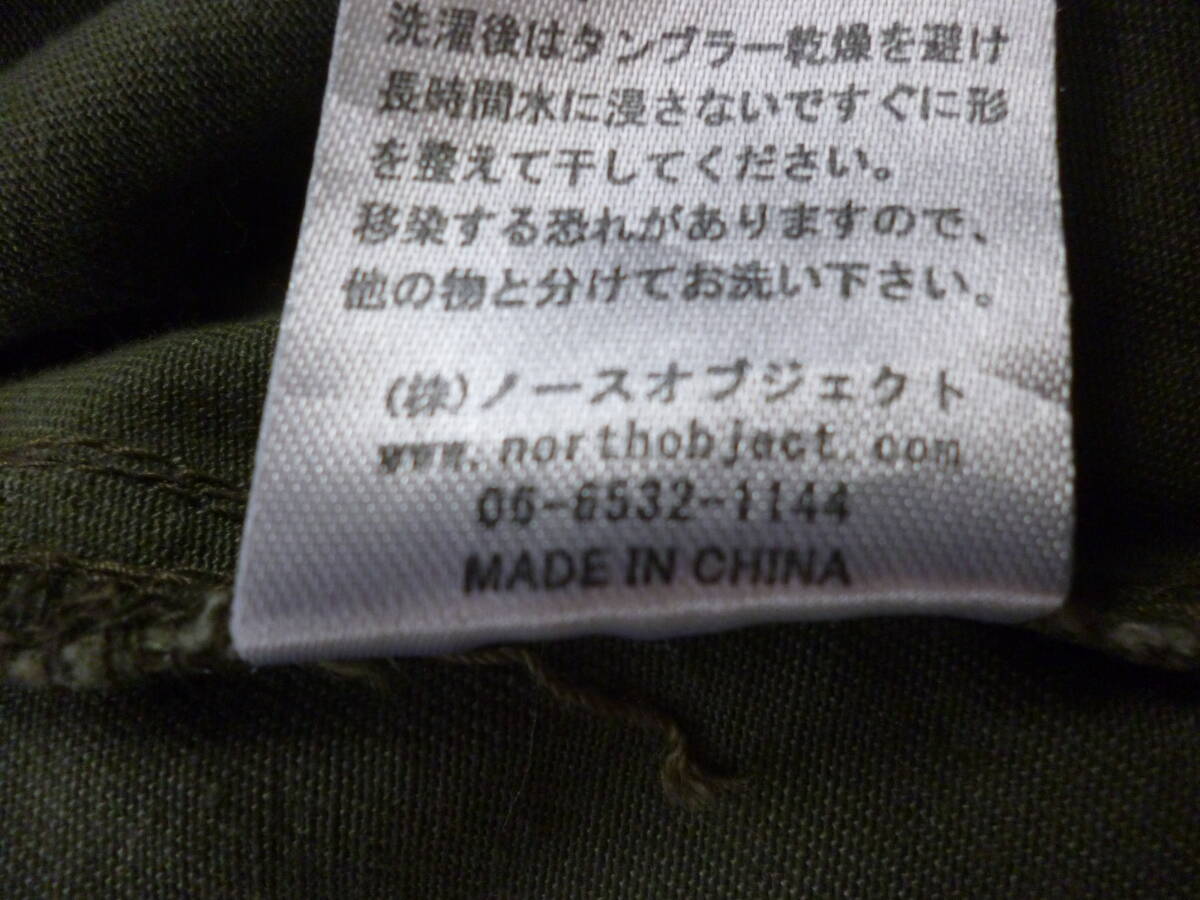 洗濯後はタンブラー乾燥を避け
長時間水に浸さないですぐに形
を整えて干してください。
移染する恐れがありますので、
他の物と分けてお洗い下さい。
(株)ノースオブジェクト
www.northobject.com
06-6532-1144
MADE IN CHINA